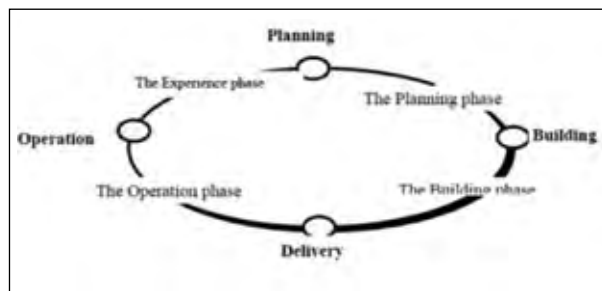 Planning
The Experience phase
The Planning phase
Operation
Building
The Operation phase
The Building phase
Delivery